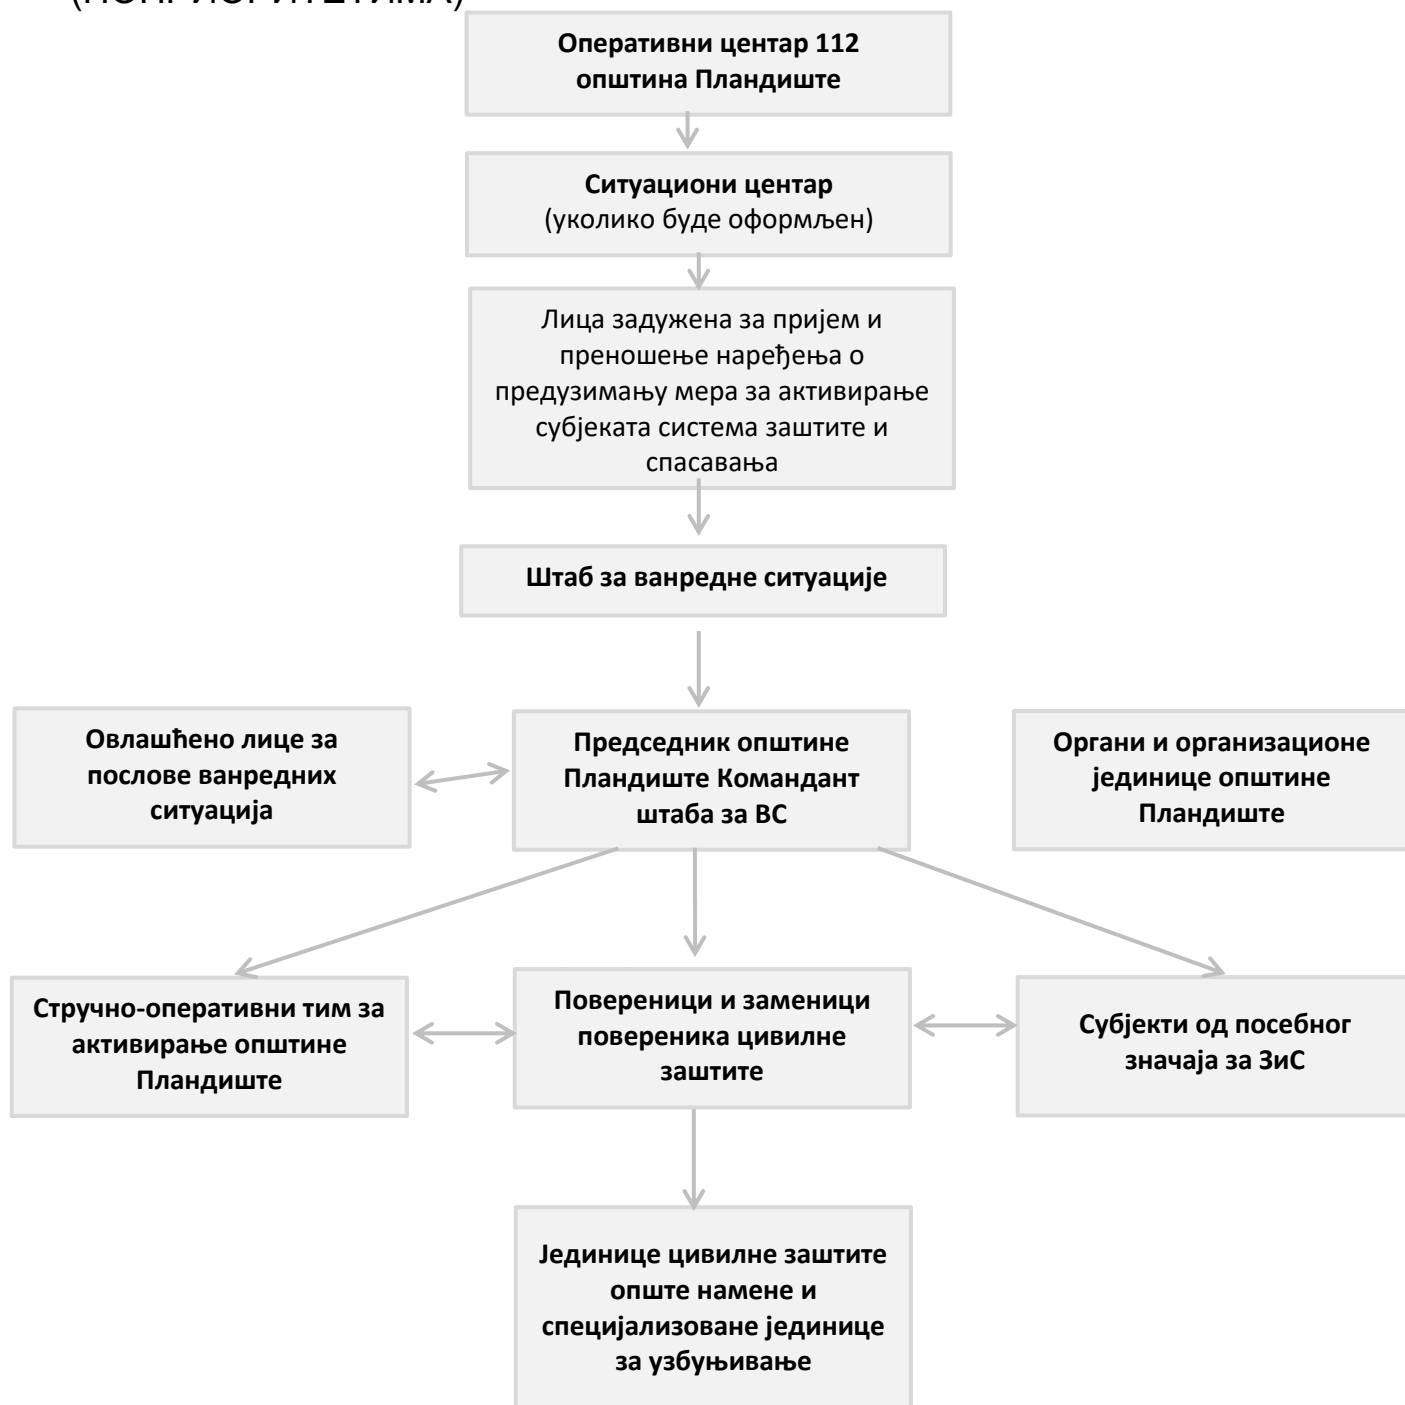 (ПОПРИОРИТЕТИМА)
Оперативни центар 112
општина Пландиште
Ситуациони центар
(уколико буде оформљен)
Лица задужена за пријем и
преношење наређења о
предузимању мера за активирање
субјеката система заштите и
спасавања
Штаб за ванредне ситуације
Овлашћено лице за
послове ванредних
ситуација
Председник општине
Пландиште Командант
штаба за ВС
Органи и организационе
јединице општине
Пландиште
Стручно-оперативни тим за
активирање општине
Пландиште
Повереници и заменици
повереника цивилне
заштите
Субјекти од посебног
значаја за ЗиС
Јединице цивилне заштите
опште намене и
специјализоване јединице
за узбуњивање